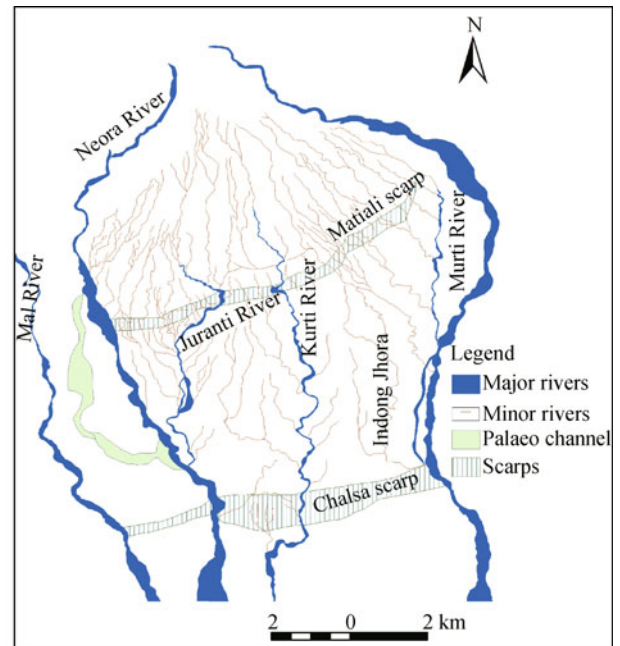 N
Neora River
Matiali scarp
Murti River
Mal River
Juranti River
Kurti River
Indong Jhora
Legend
Major rivers
Minor rivers
Palaeo channel
Scarps
Chalsa scarp
2 0 2 km